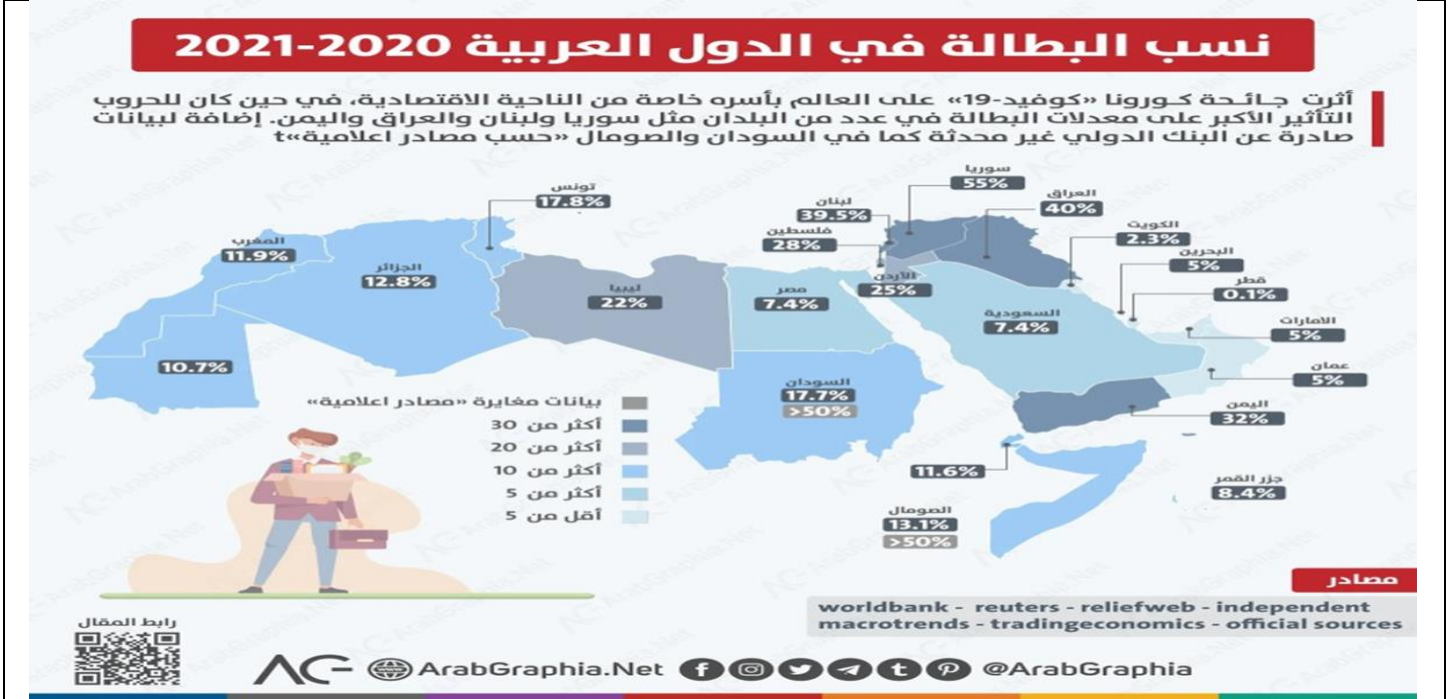 نسب البطالة في الدول العربية 2020-2021
أثرت جائحة كورونا «كوفيد-19» على العالم بأسره خاصة من الناحية الاقتصادية، في حين كان للحروب
التأثير الأكبر على معدلات البطالة في عدد من البلدان مثل سوريا ولبنان والعراق واليمن. إضافة لبيانات
صادرة عن البنك الدولي غير محدثة كما في السودان والصومال «حسب مصادر اعلامية»t
سوريا
55%
العراق
40%
تونس
17.8%
لبنان
39.5%
الكويت
2.3%
فلسطين
28%
المغرب
11.9%
البحرين
5%
الجزائر
12.8%
الأردن
25%
قطر
0.1%
ليبيا
22%
مصر
7.4%
السعودية
7.4%
الامارات
5%
10.7%
عمان
5%
السودان
17.7%
>50%
اليمن
32%
بيانات مغايرة «مصادر اعلامية»
أكثر من 30
أكثر من 20
أكثر من 10
أكثر من 5
أقل من 5
11.6%
جزر القمر
8.4%
الصومال
13.1%
>50%
مصادر
worldbank - reuters - reliefweb - independent
macrotrends - tradingeconomics - official sources
رابط المقال
AG ArabGraphia.Net @ArabGraphia